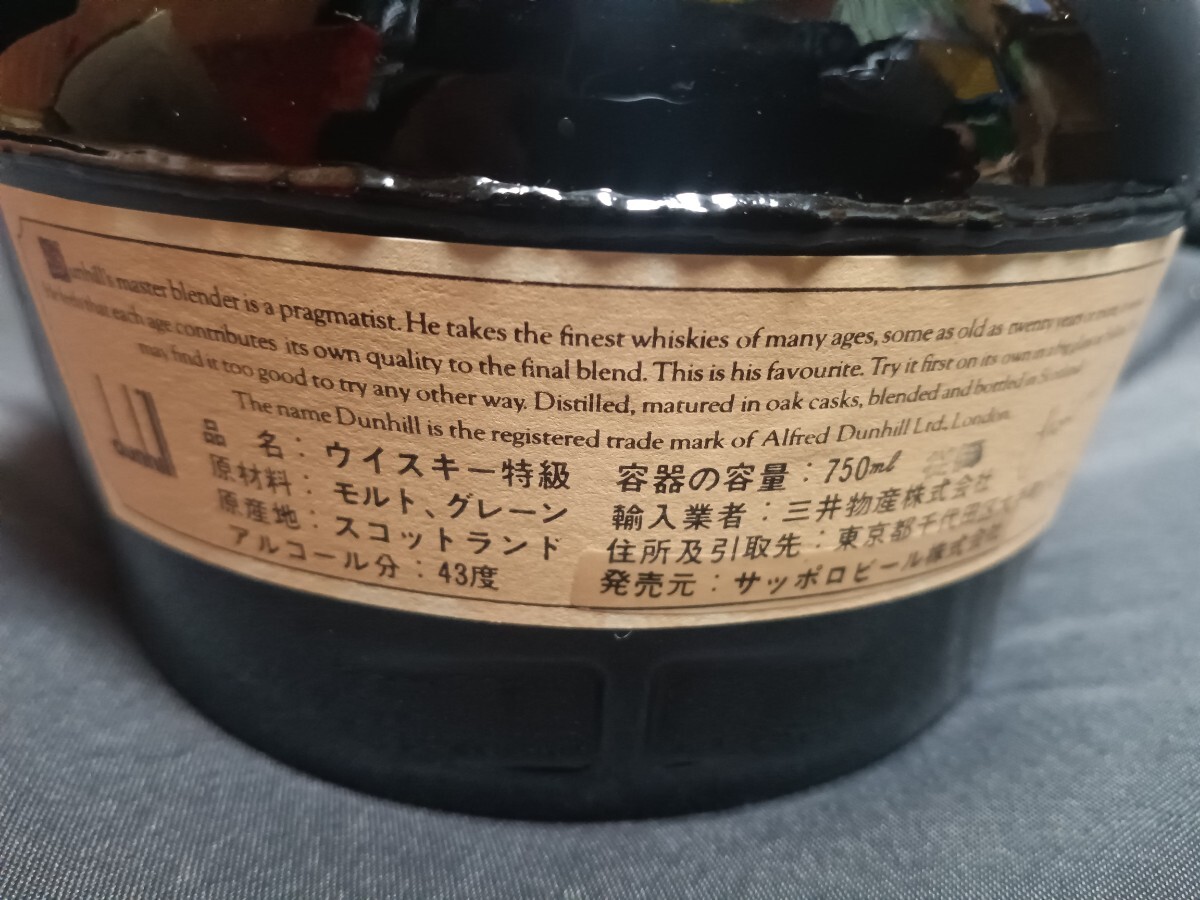 Dunhill's master blender is a pragmatist. He takes the finest whiskies of many ages, some as old as twenty years
that each age contributes its own quality to the final blend. This is his favourite. Try it first on its own
may find it too good to try any other way. Distilled, matured in oak casks, blended and bottled in Scotland
The name Dunhill is the registered trade mark of Alfred Dunhill Ltd. London.
dunhill
品名：ウイスキー特級
原材料：モルト、グレーン
原産地：スコットランド
アルコール分：43度
容器の容量：750ml
輸入業者：三井物産株式会社
住所及引取先：東京都千代田区大手町
発売元：サッポロビール株式会社